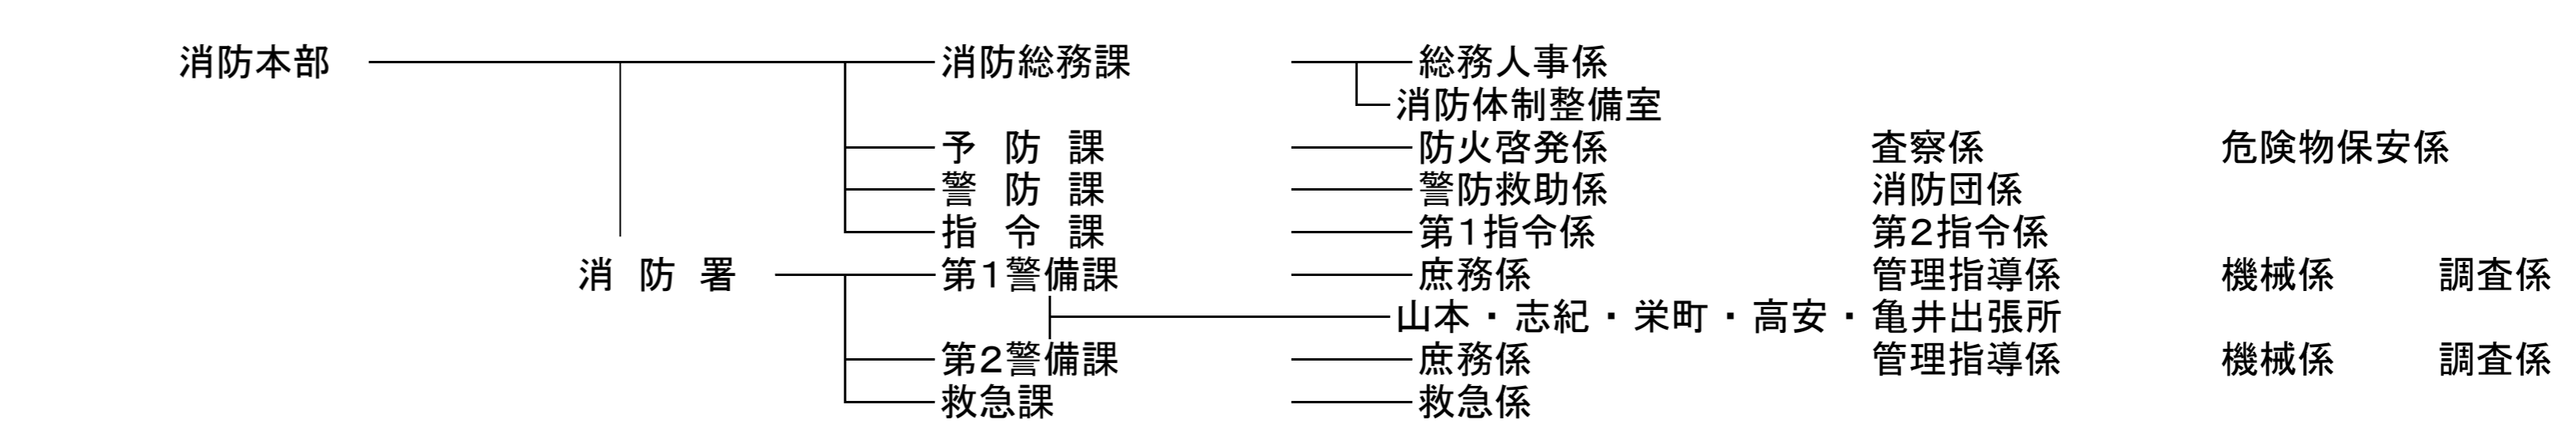 消防本部 消防総務課 総務人事係
消防体制整備室
予 防 課 防火啓発係 査察係 危険物保安係
警 防 課 警防救助係 消防団係
指 令 課 第1指令係 第2指令係
消 防 署 第1警備課 庶務係 管理指導係 機械係 調査係
山本・志紀・栄町・高安・亀井出張所
第2警備課 庶務係 管理指導係 機械係 調査係
救急課 救急係